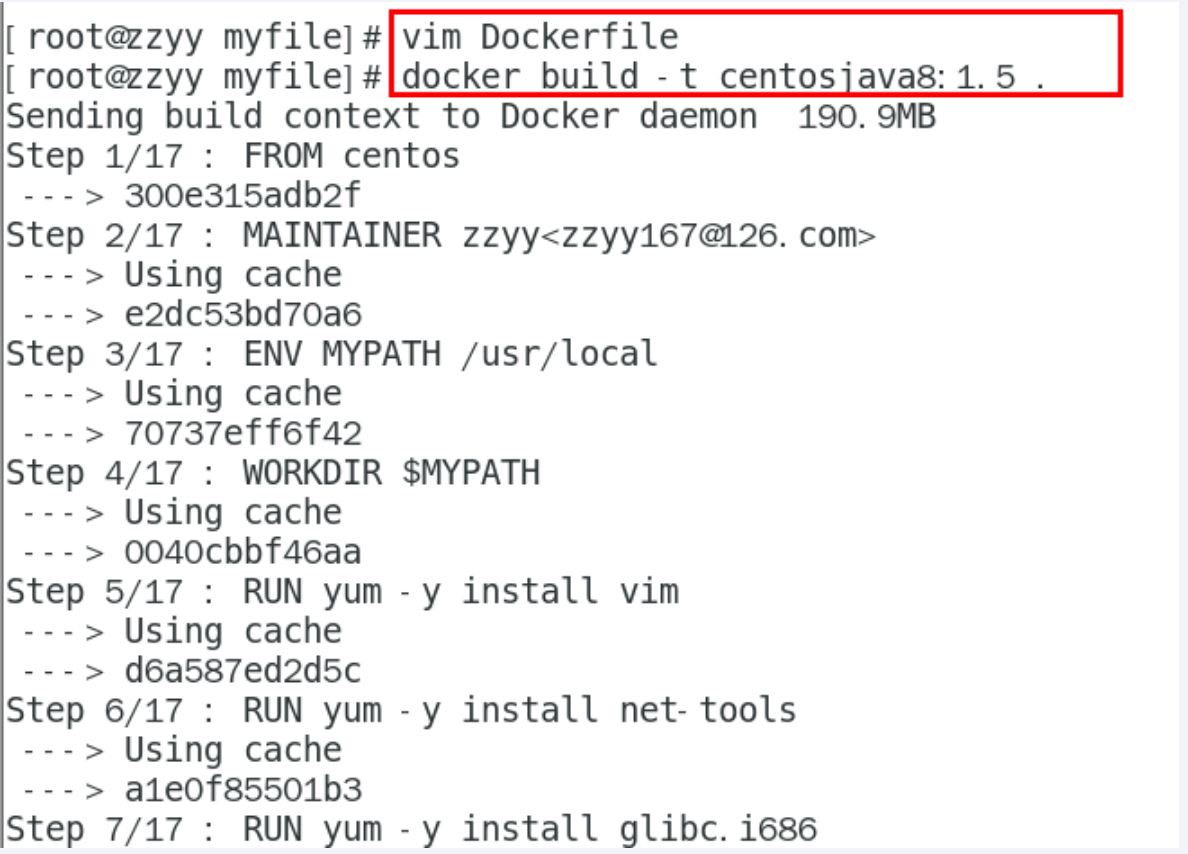 [root@zzyy myfile]# vim Dockerfile
[root@zzyy myfile]# docker build -t centosjava8:1.5 .
Sending build context to Docker daemon  190.9MB
Step 1/17 : FROM centos
 ---> 300e315adb2f
Step 2/17 : MAINTAINER zzyy<zzyy167@126.com>
 ---> Using cache
 ---> e2dc53bd70a6
Step 3/17 : ENV MYPATH /usr/local
 ---> Using cache
 ---> 70737eff6f42
Step 4/17 : WORKDIR $MYPATH
 ---> Using cache
 ---> 0040cbbf46aa
Step 5/17 : RUN yum -y install vim
 ---> Using cache
 ---> d6a587ed2d5c
Step 6/17 : RUN yum -y install net-tools
 ---> Using cache
 ---> a1e0f85501b3
Step 7/17 : RUN yum -y install glibc.i686